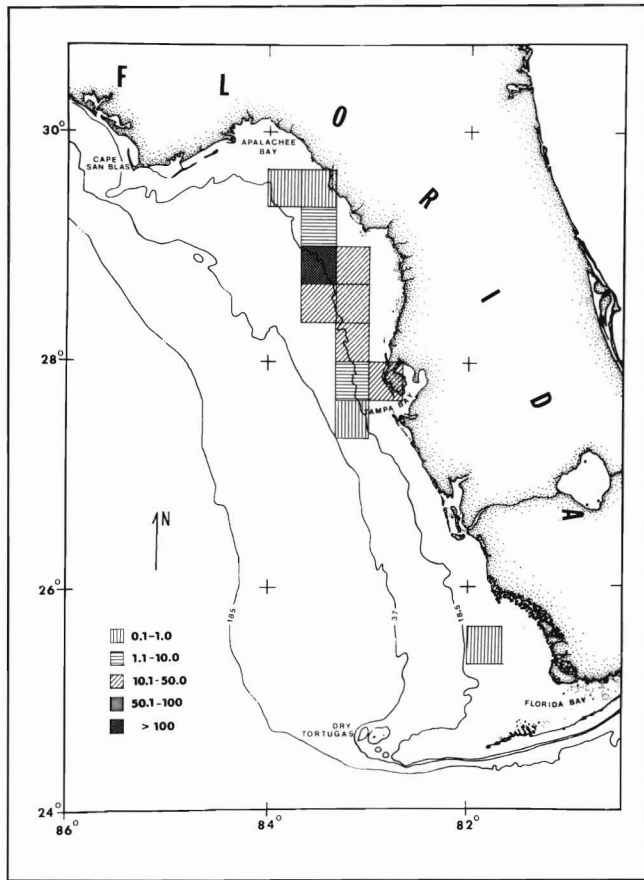 F L O R I D A
30°
APALACHEE
BAY
CAPE
SAN BLAS
28°
TAMPA BAY
N
26°
185
37
18.5
0.1-1.0
1.1-10.0
10.1-50.0
50.1-100
> 100
DRY
TORTUGAS
FLORIDA BAY
24°
86° 84° 82°